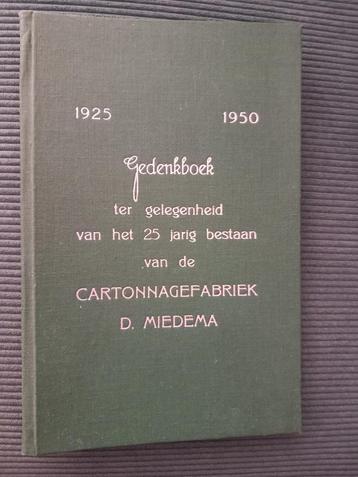 1925 1950
Gedenkboek
ter gelegenheid
van het 25 jarig bestaan
van de
CARTONNAGEFABRIEK
D. MIEDEMA